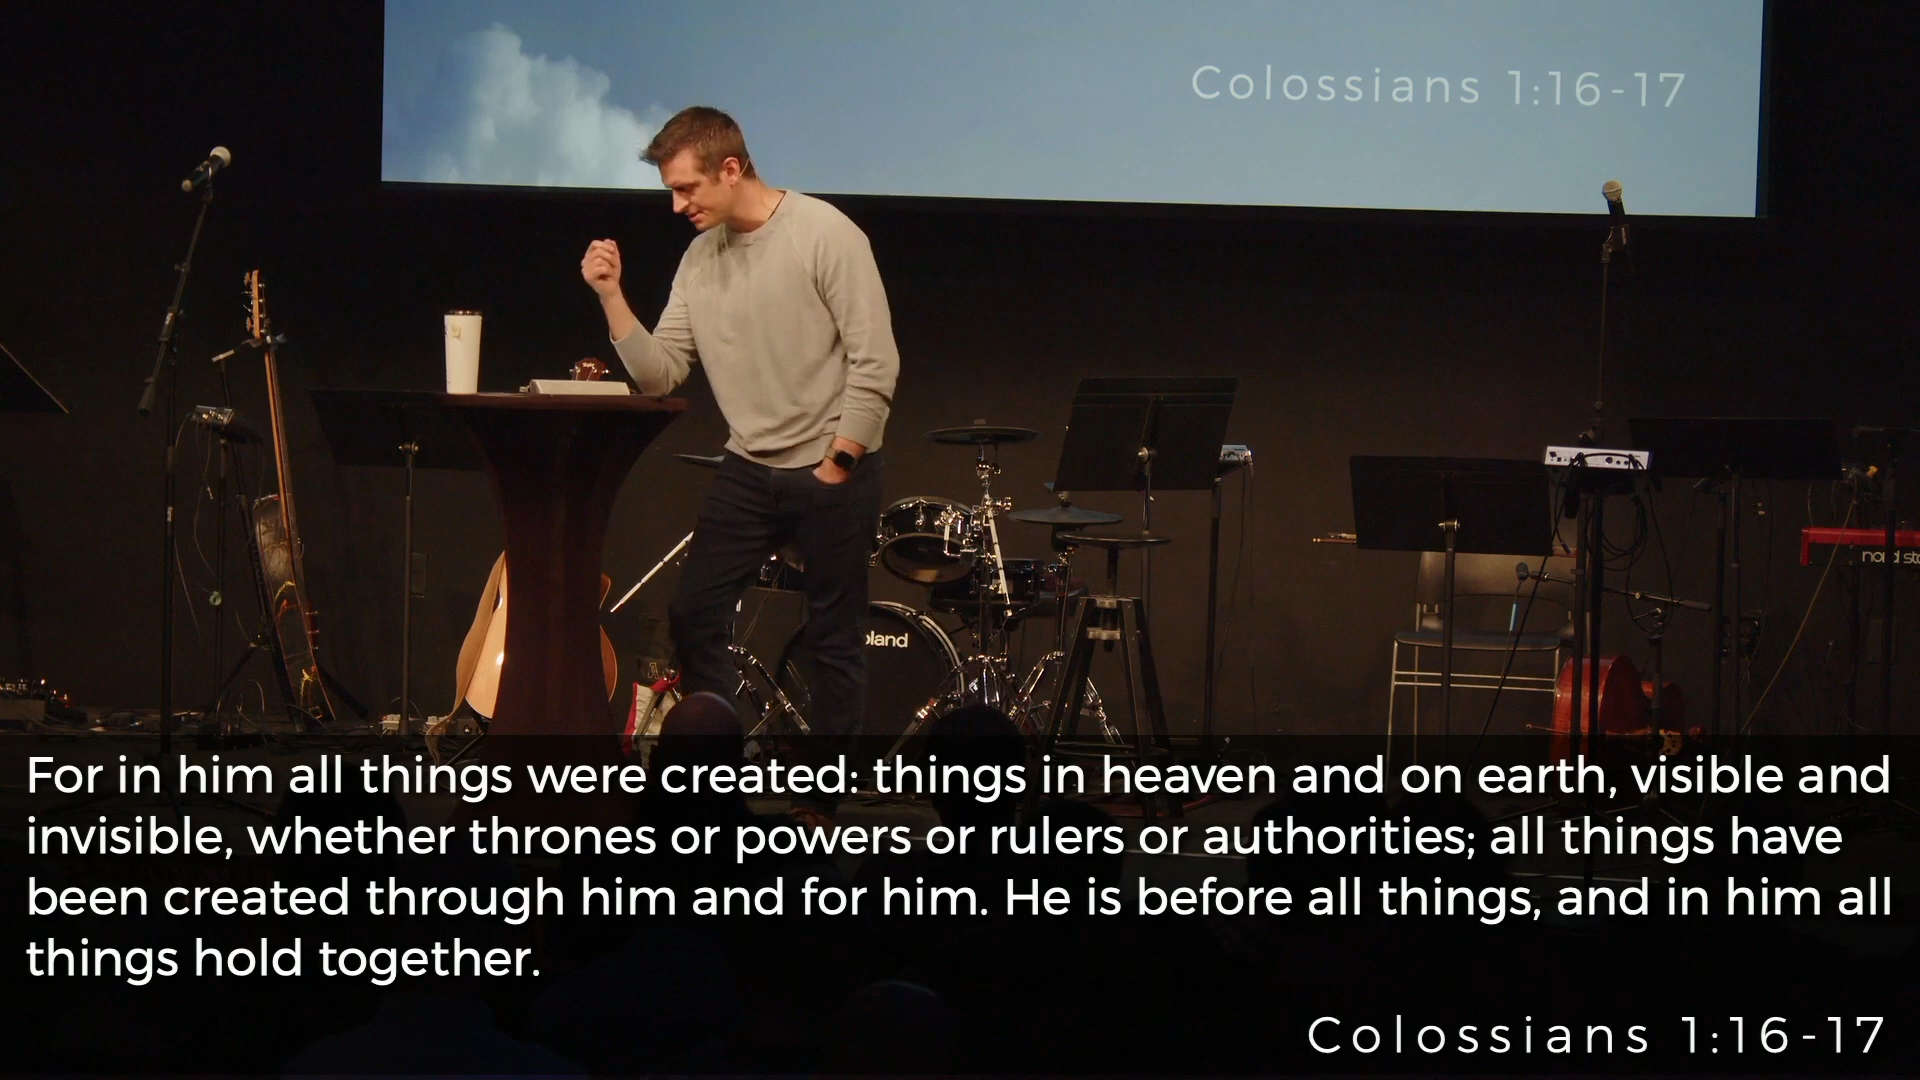 Colossians 1:16-17
nord
For in him all things were created: things in heaven and on earth, visible and
invisible, whether thrones or powers or rulers or authorities; all things have
been created through him and for him. He is before all things, and in him all
things hold together.
Colossians 1:16-17